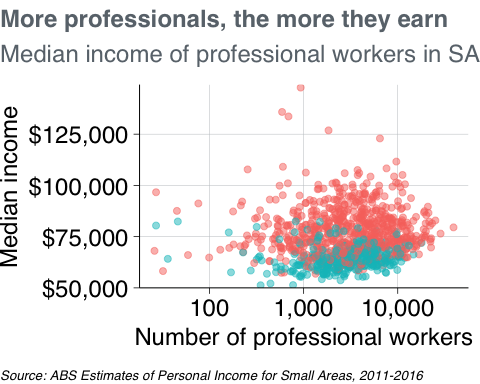 More professionals, the more they earn
Median income of professional workers in SA
Median income
$125,000
$100,000
$75,000
$50,000
100 1,000 10,000
Number of professional workers
Source: ABS Estimates of Personal Income for Small Areas, 2011-2016